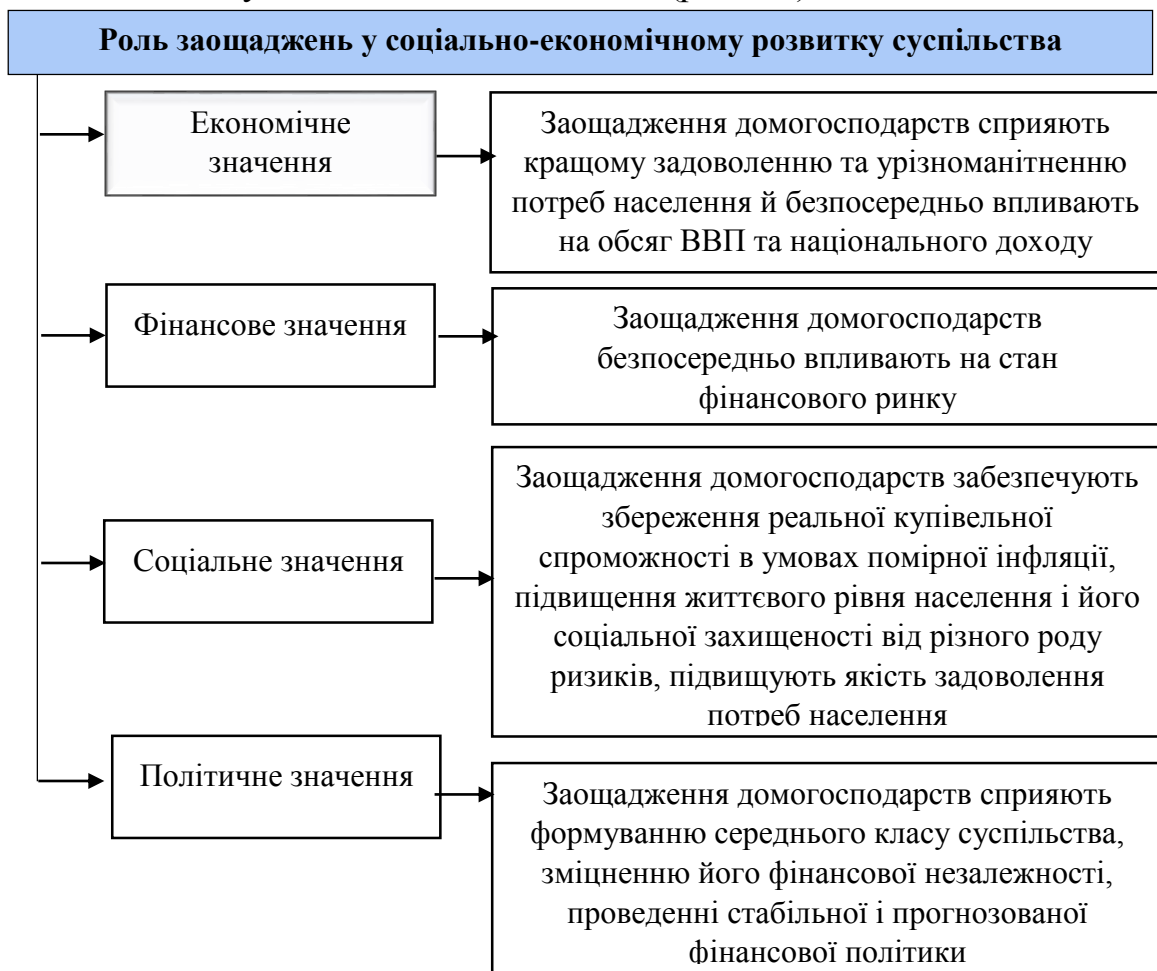 Роль заощаджень у соціально-економічному розвитку суспільства
Економічне
значення
Заощадження домогосподарств сприяють
кращому задоволенню та урізноманітненню
потреб населення й безпосередньо впливають
на обсяг ВВП та національного доходу
Фінансове значення
Заощадження домогосподарств
безпосередньо впливають на стан
фінансового ринку
Соціальне значення
Заощадження домогосподарств забезпечують
збереження реальної купівельної
спроможності в умовах помірної інфляції,
підвищення життєвого рівня населення і його
соціальної захищеності від різного роду
ризиків, підвищують якість задоволення
потреб населення
Політичне значення
Заощадження домогосподарств сприяють
формуванню середнього класу суспільства,
зміцненню його фінансової незалежності,
проведенні стабільної і прогнозованої
фінансової політики